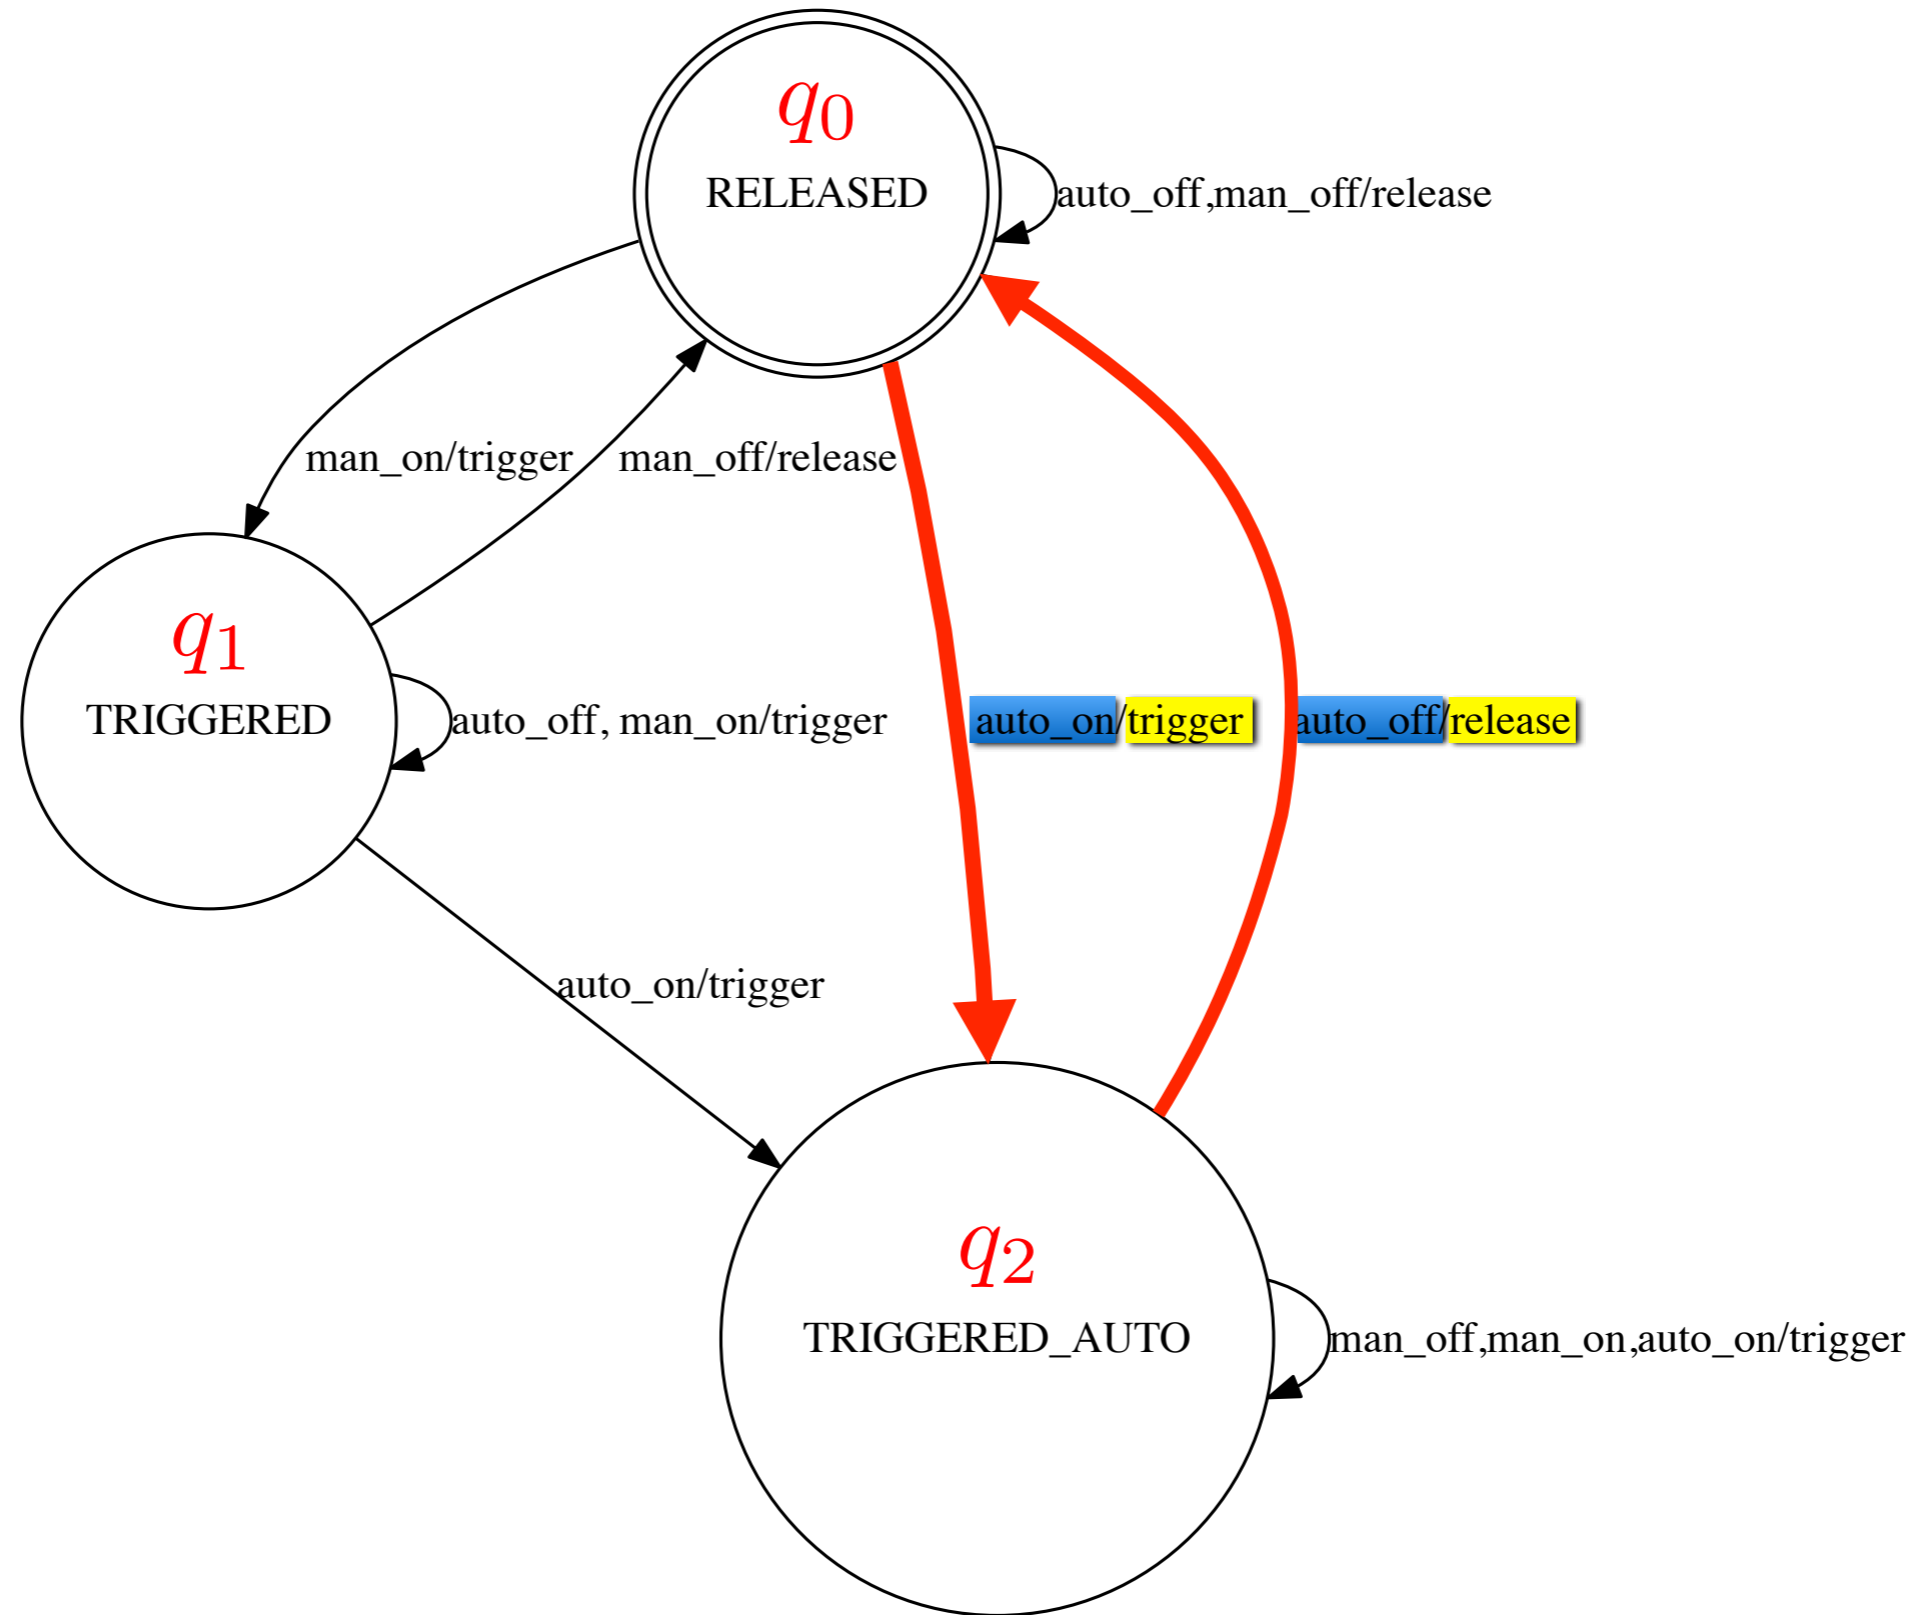 q0
RELEASED
auto_off,man_off/release
man_on/trigger
man_off/release
q1
TRIGGERED
auto_off, man_on/trigger
auto_on/trigger
auto_off/release
auto_on/trigger
q2
TRIGGERED_AUTO
man_off,man_on,auto_on/trigger